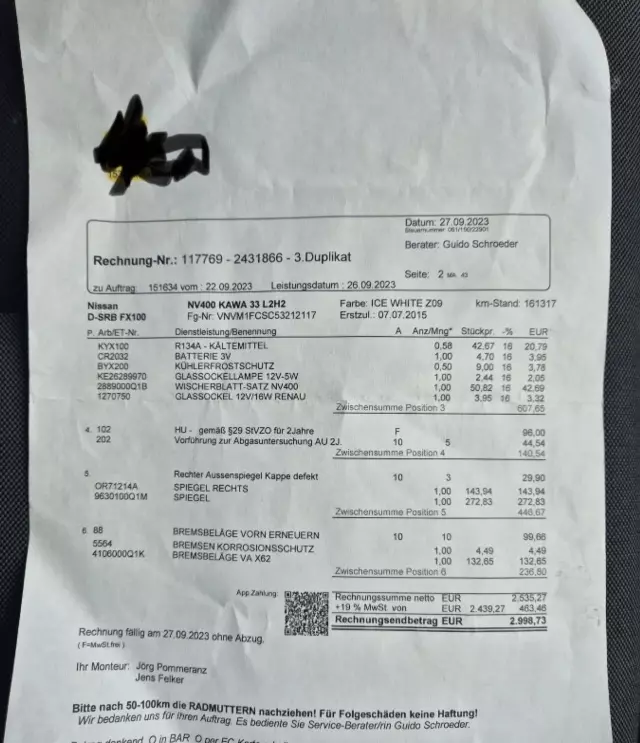 Datum: 27.09.2023
Berater: Guido Schroeder
Rechnung-Nr.: 117769 - 2431866 - 3.Duplikat
Seite: 2
zu Auftrag: 151634 vom : 22.09.2023 Leistungsdatum : 26.09.2023
Nissan NV400 KAWA 33 L2H2 Farbe: ICE WHITE Z09 km-Stand: 161317
D-SRB FX100 Fg-Nr: VNVM1FCSC53212117 Erstzul.: 07.07.2015
P. Arb/ET-Nr. Dienstleistung/Benennung A Anz/Mng* Stückpr. -% EUR
KYX100 R134A - KÄLTEMITTEL 0,58 42,67 16 20,79
CR2032 BATTERIE 3V 1,00 4,70 16 3,95
BYX200 KÜHLERFROSTSCHUTZ 0,50 9,00 16 3,78
KE26289970 GLASSOCKELLAMPE 12V-5W 1,00 2,44 16 2,05
2889000Q1B WISCHERBLATT-SATZ NV400 1,00 50,82 16 42,69
1270750 GLASSOCKEL 12V/16W RENAU 1,00 3,95 16 3,32
Zwischensumme Position 3 607,65
4. 102 HU - gemäß §29 StVZO für 2Jahre F 96,00
202 Vorführung zur Abgasuntersuchung AU 2J. 10 5 44,54
Zwischensumme Position 4 140,54
5. Rechter Aussenspiegel Kappe defekt 10 3 29,90
OR71214A SPIEGEL RECHTS 1,00 143,94 143,94
9630100Q1M SPIEGEL 1,00 272,83 272,83
Zwischensumme Position 5 446,67
6. 88 BREMSBELÄGE VORN ERNEUERN 10 10 99,66
5564 BREMSEN KORROSIONSSCHUTZ 1,00 4,49 4,49
4106000Q1K BREMSBELÄGE VA X62 1,00 132,65 132,65
Zwischensumme Position 6 236,80
App.Zahlung:
Rechnungssumme netto EUR 2.535,27
+19 % MwSt. von EUR 2.439,27 463,46
Rechnungsendbetrag EUR 2.998,73
Rechnung fällig am 27.09.2023 ohne Abzug.
( F=MwSt.frei )
Ihr Monteur: Jörg Pommeranz
Jens Felker
Bitte nach 50-100km die RADMUTTERN nachziehen! Für Folgeschäden keine Haftung!
Wir bedanken uns für Ihren Auftrag. Es bediente Sie Service-Berater/in Guido Schroeder.